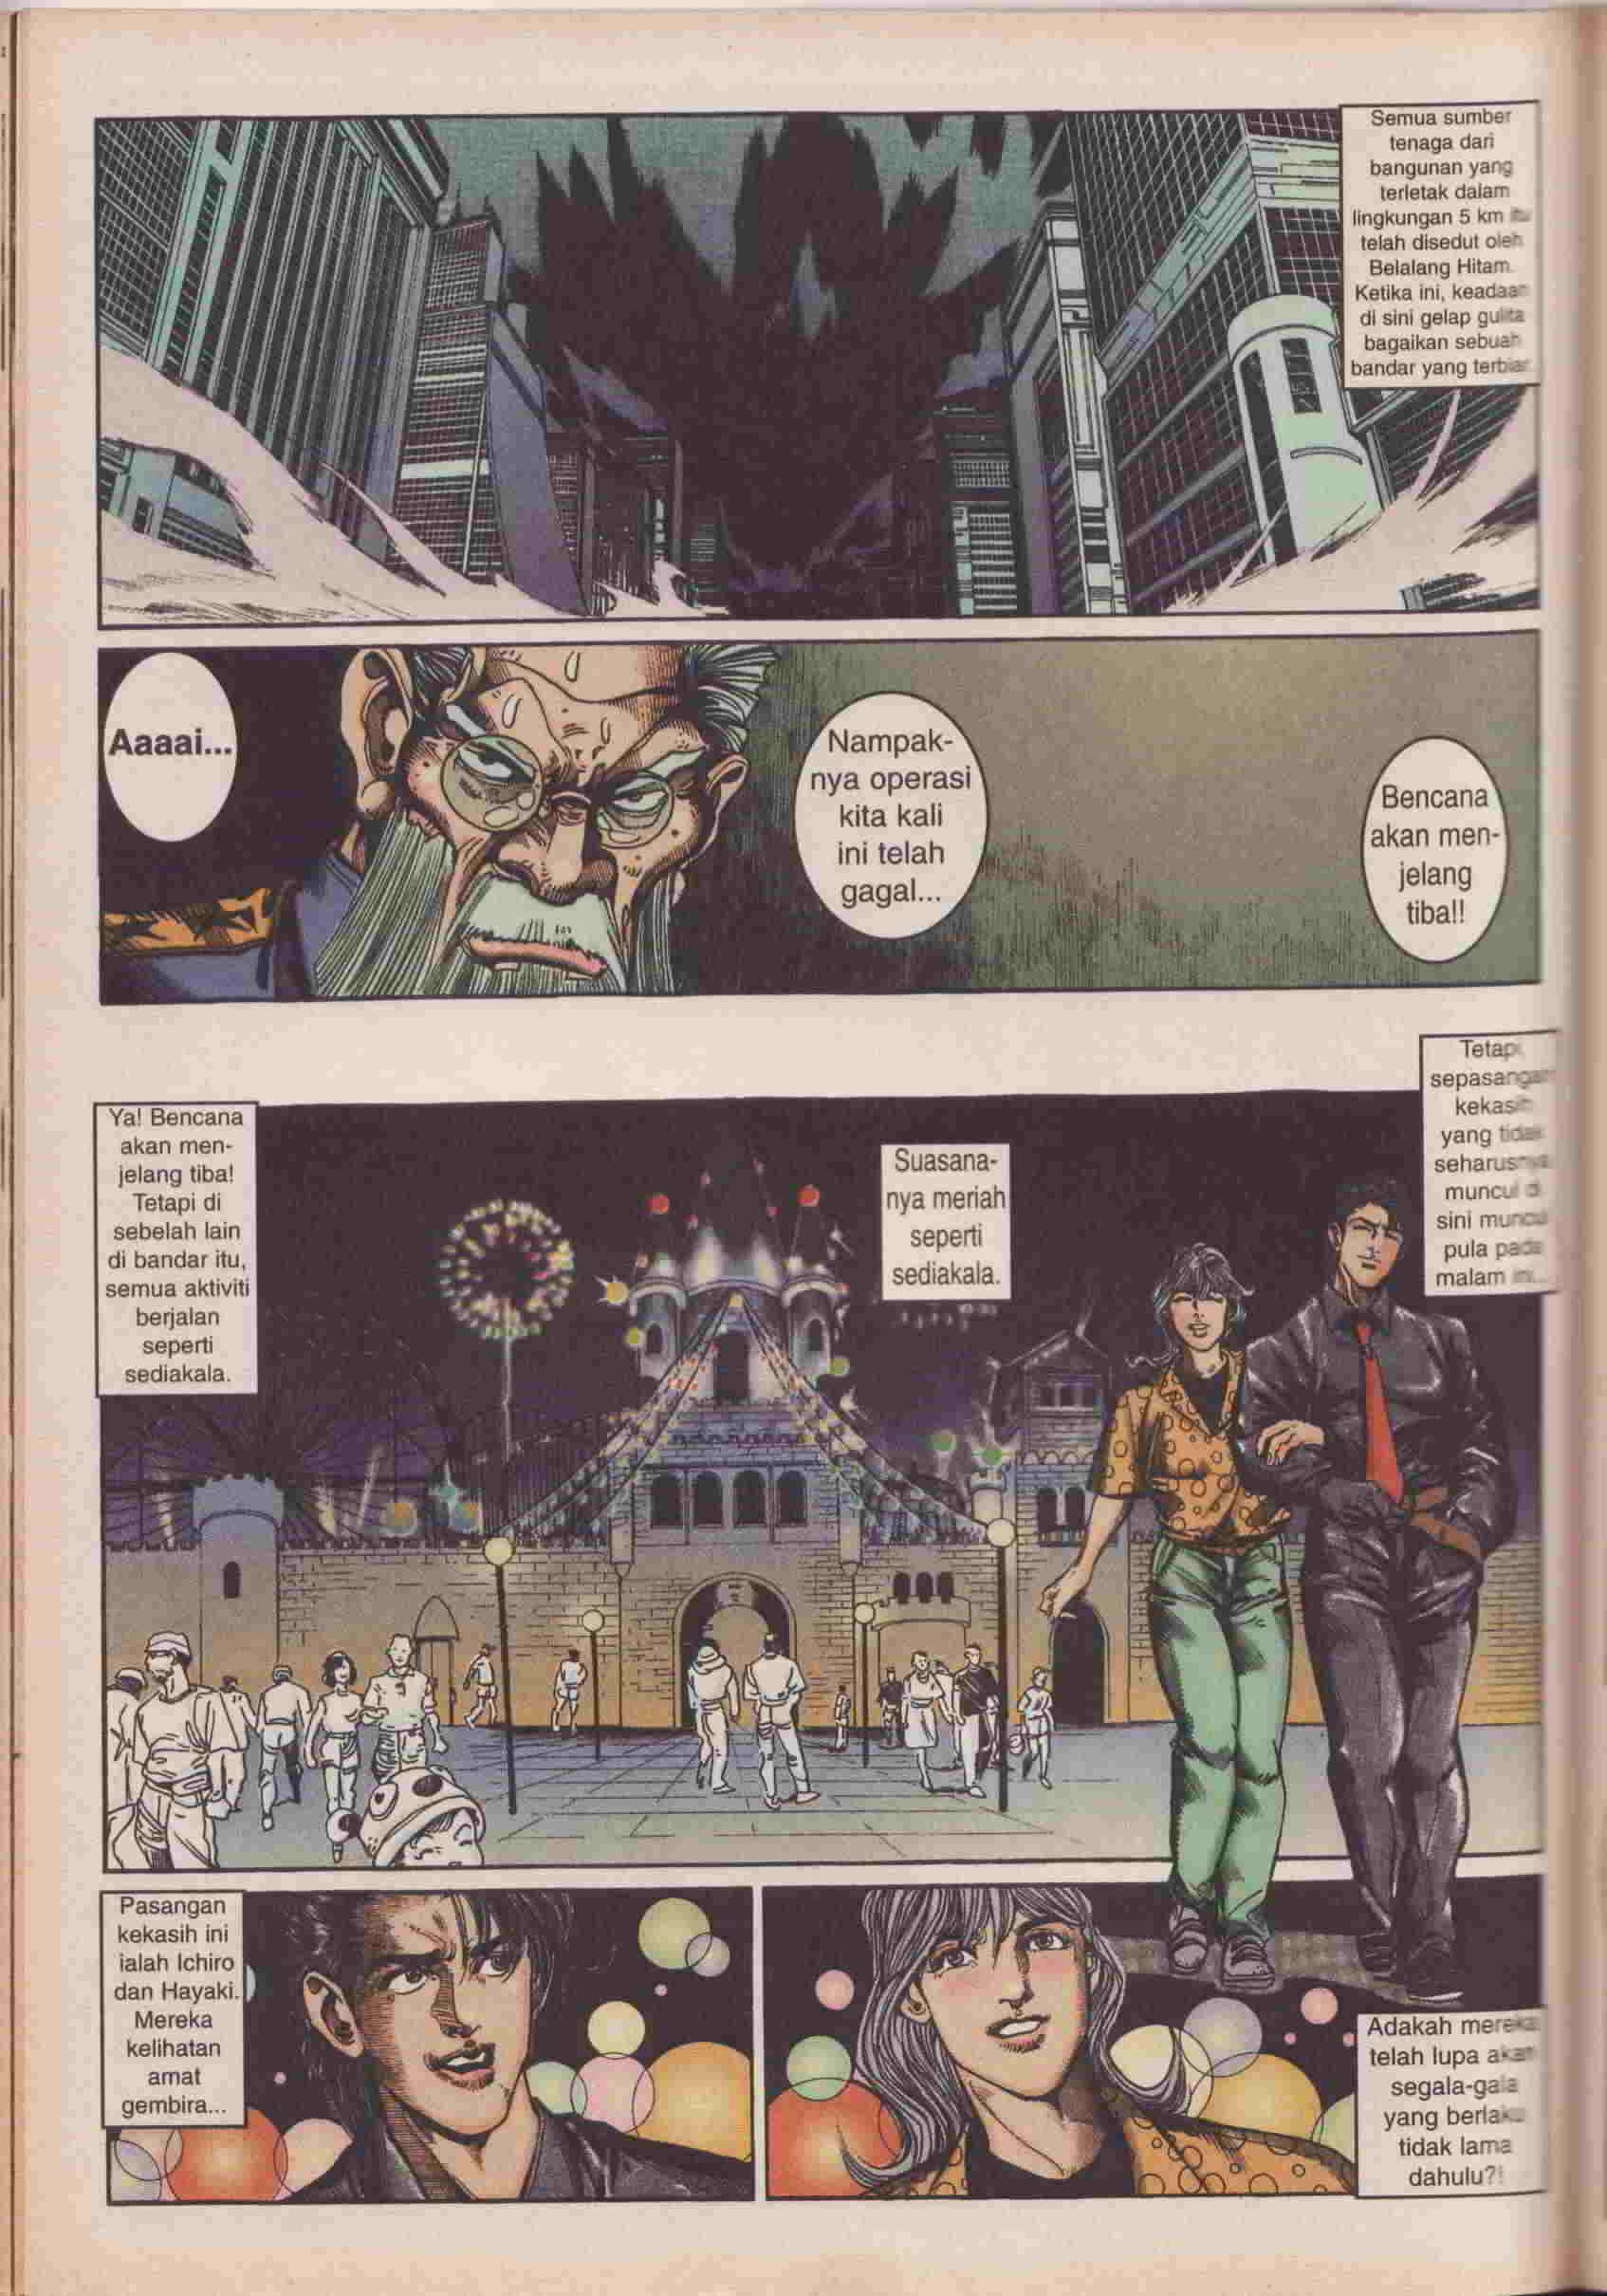 Semua sumber
tenaga dari
bangunan yang
terletak dalam
lingkungan 5 km itu
telah disedut oleh
Belalang Hitam.
Ketika ini, keadaan
di sini gelap gulita
bagaikan sebuah
bandar yang terbiar.
Aaaai...
Nampak-
nya operasi
kita kali
ini telah
gagal...
Bencana
akan men-
jelang
tiba!!
Ya! Bencana
akan men-
jelang tiba!
Tetapi di
sebelah lain
di bandar itu,
semua aktiviti
berjalan
seperti
sediakala.
Suasana-
nya meriah
seperti
sediakala.
Tetapi,
sepasangan
kekasih
yang tidak
seharusnya
muncul di
sini muncul
pula pada
malam ini...
Pasangan
kekasih ini
ialah Ichiro
dan Hayaki.
Mereka
kelihatan
amat
gembira...
Adakah mereka
telah lupa akan
segala-gala
yang berlaku
tidak lama
dahulu?!